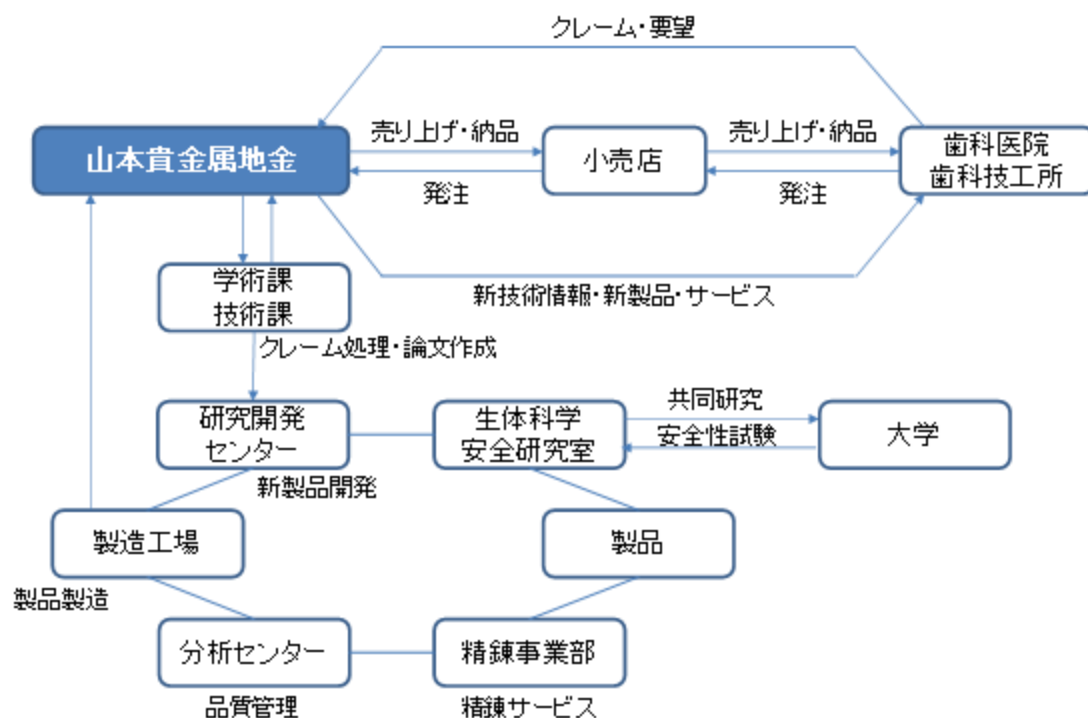 クレーム・要望
売り上げ・納品
売り上げ・納品
山本貴金属地金
小売店
歯科医院
歯科技工所
発注
発注
学術課
技術課
新技術情報・新製品・サービス
クレーム処理・論文作成
研究開発
センター
生体科学
安全研究室
共同研究
安全性試験
大学
新製品開発
製造工場
製品
製品製造
分析センター
精錬事業部
品質管理
精錬サービス